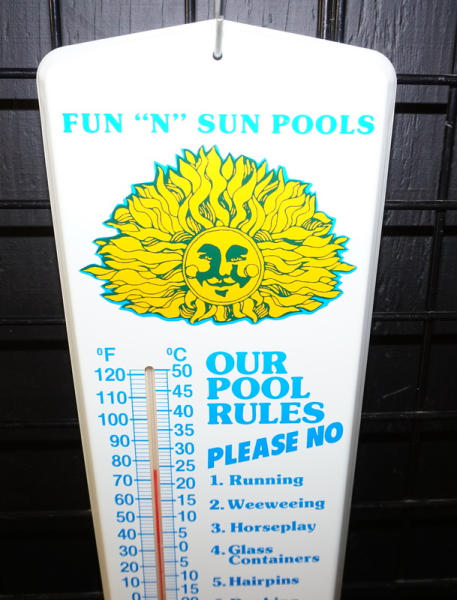 FUN “N” SUN POOLS
°F °C
OUR
POOL
RULES
PLEASE NO
1. Running
2. Weeweeing
3. Horseplay
4. Glass
Containers
5. Hairpins
120 50
110 45
100 40
90 35
80 30
70 25
60 20
50 15
40 10
30 5
20 0
10 5
0 10
20